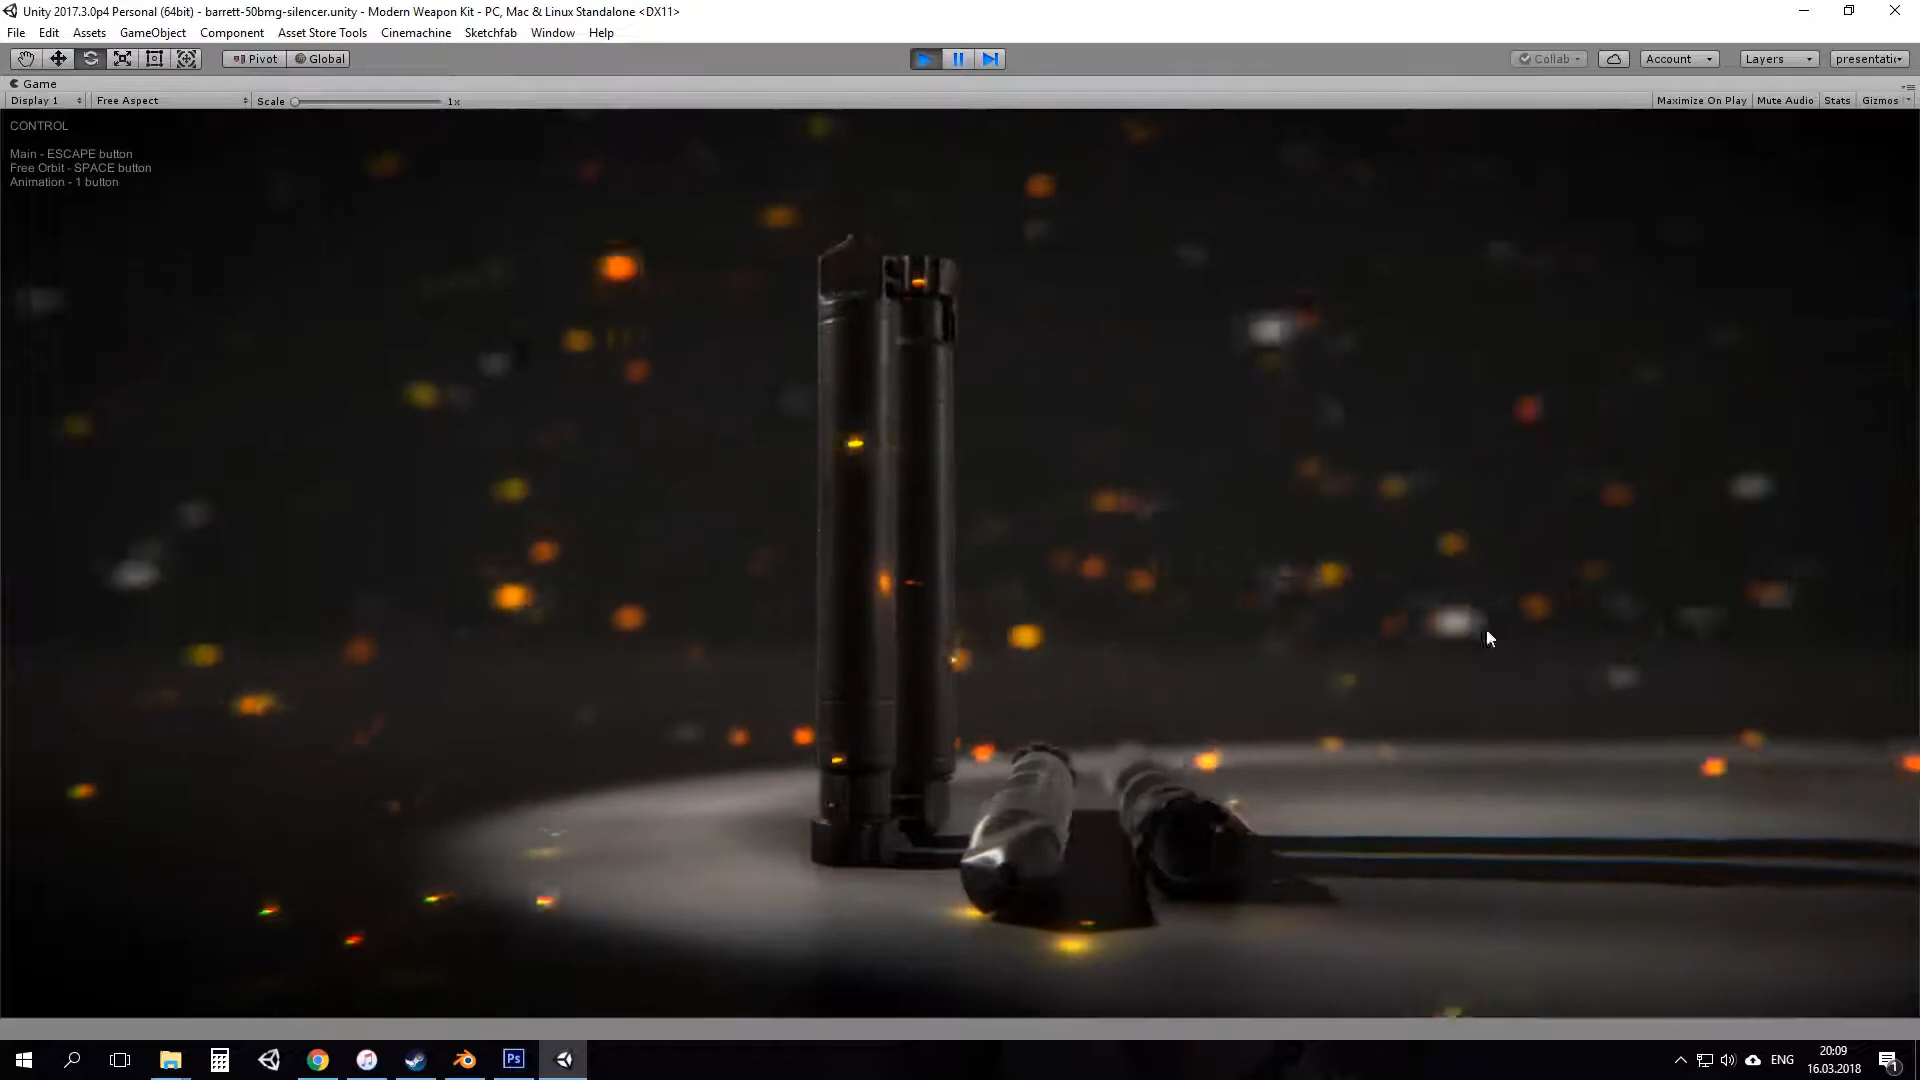 Unity 2017.3.0p4 Personal (64bit) - barrett-50bmg-silencer.unity - Modern Weapon Kit - PC, Mac & Linux Standalone <DX11>
File Edit Assets GameObject Component Asset Store Tools Cinemachine Sketchfab Window Help
Pivot Global Collab Account Layers presentati
Game
Display 1 Free Aspect Scale 1x Maximize On Play Mute Audio Stats Gizmos
CONTROL
Main - ESCAPE button
Free Orbit - SPACE button
Animation - 1 button
Ps ENG 20:09
16.03.2018
1